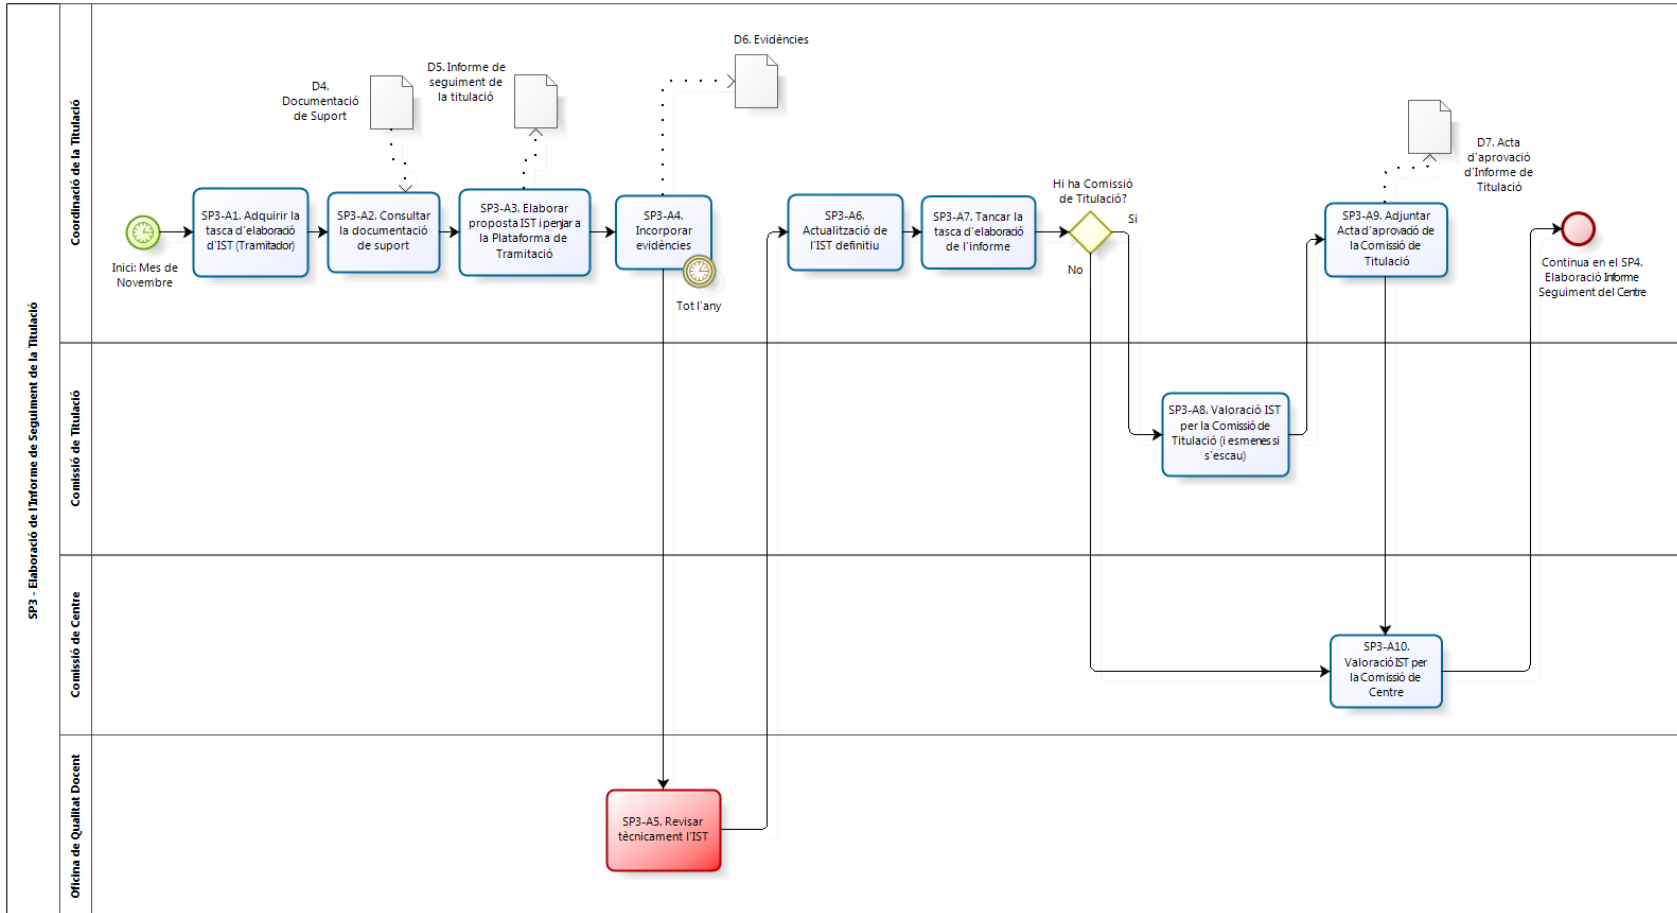 SP3 - Elaboració de l'Informe de Seguiment de la Titulació
Coordinació de la Titulació
D4.
Documentació
de Suport
D5. Informe de
seguiment de
la titulació
D6. Evidències
Inici: Mes de
Novembre
SP3-A1. Adquirir la
tasca d'elaboració
d'IST (Tramitador)
SP3-A2. Consultar
la documentació
de suport
SP3-A3. Elaborar
proposta IST i penjar a
la Plataforma de
Tramitació
SP3-A4.
Incorporar
evidències
Tot l'any
SP3-A6.
Actualització de
l'IST definitiu
SP3-A7. Tancar la
tasca d'elaboració
de l'informe
Hi ha Comissió
de Titulació?
Si
No
D7. Acta
d'aprovació
d'Informe de
Titulació
SP3-A9. Adjuntar
Acta d'aprovació de
la Comissió de
Titulació
Continua en el SP4.
Elaboració Informe
Seguiment del Centre
Comissió de Titulació
SP3-A8. Valoració IST
per la Comissió de
Titulació (i esmenes si
s'escau)
Comissió de Centre
SP3-A10.
Valoració IST per
la Comissió de
Centre
Oficina de Qualitat Docent
SP3-A5. Revisar
tècnicament l'IST